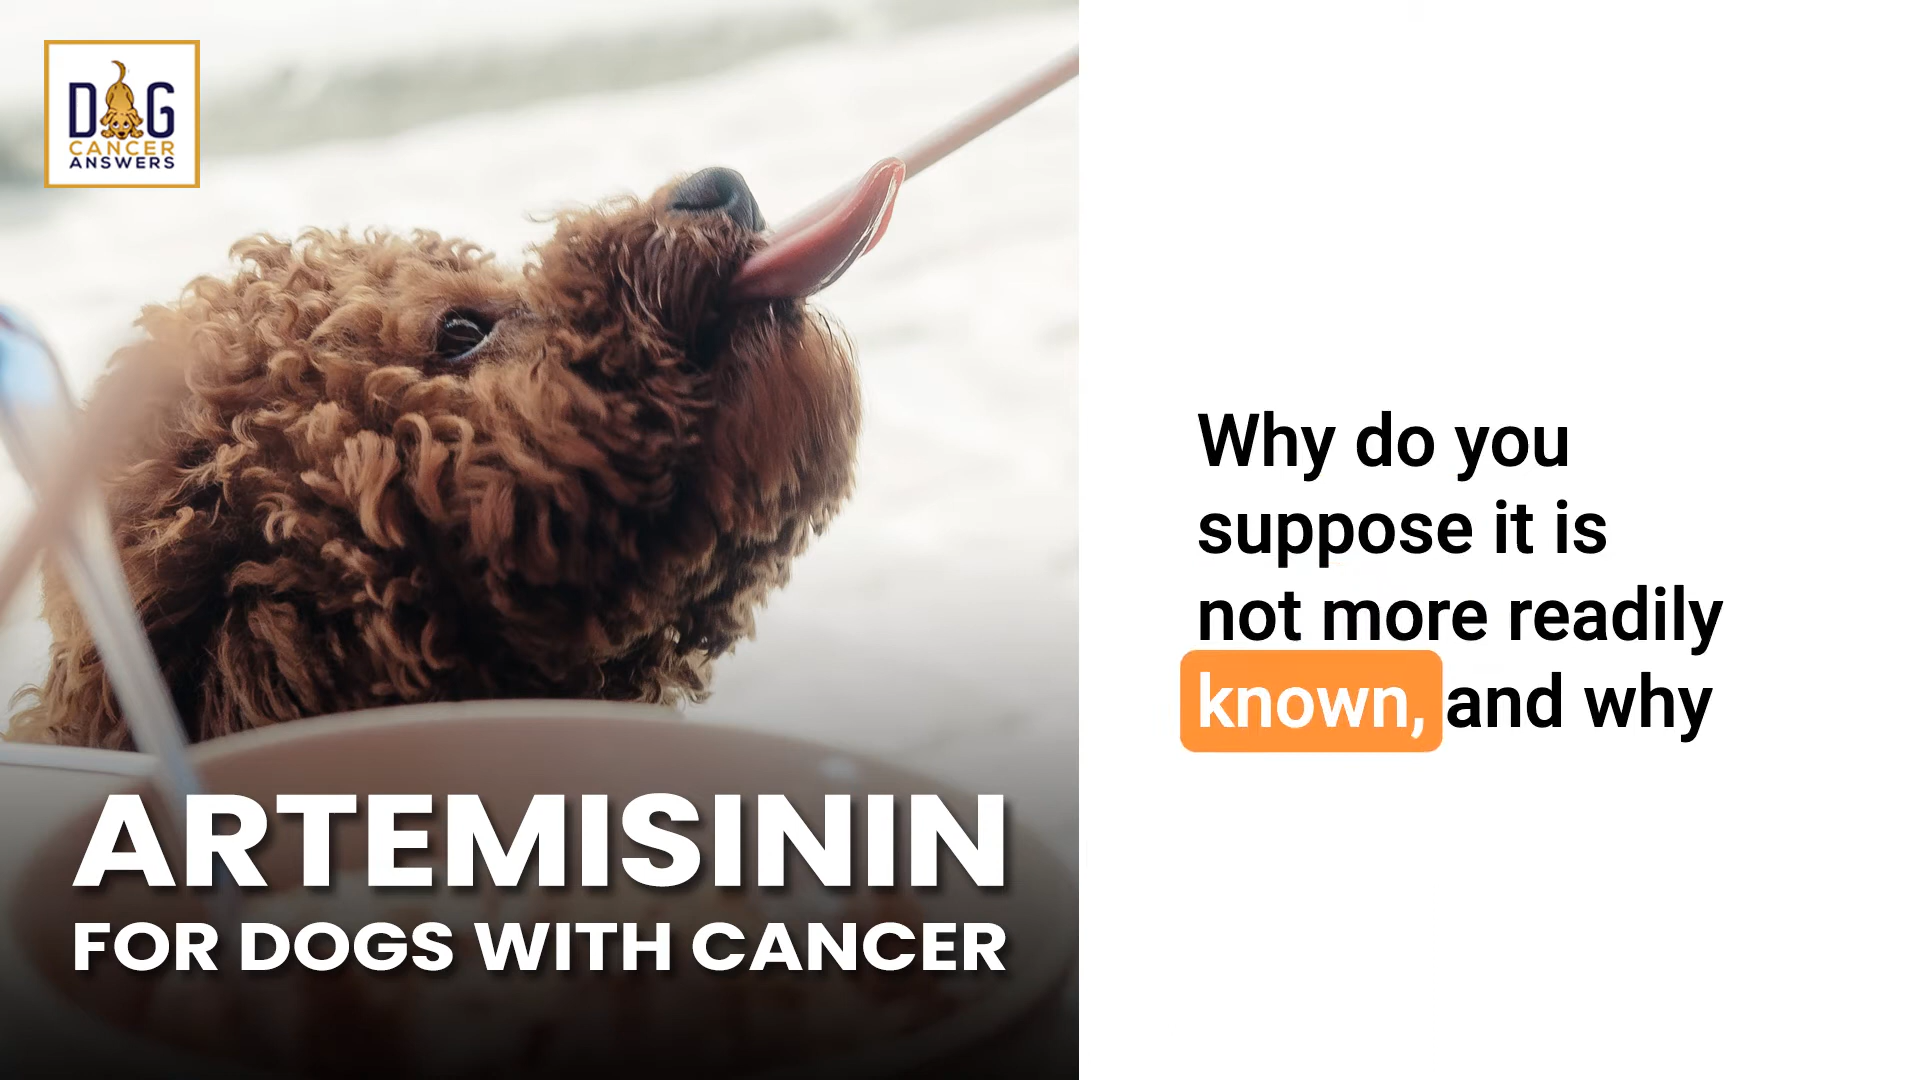 DOG
CANCER
ANSWERS
ARTEMISININ
FOR DOGS WITH CANCER
Why do you
suppose it is
not more readily
known, and why